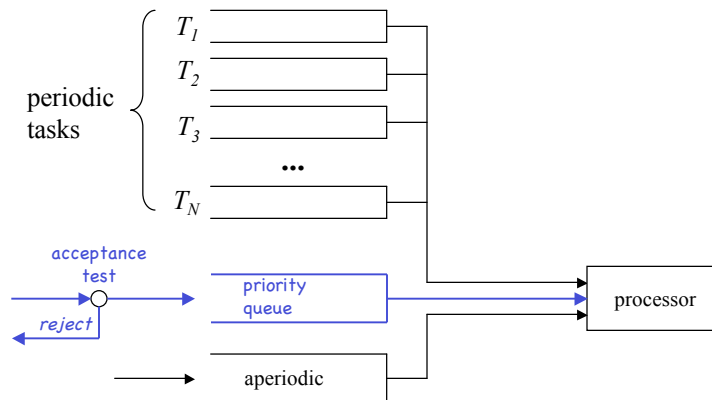 T1
T2
periodic
tasks
T3
...
TN
acceptance
test
priority
queue
processor
reject
aperiodic